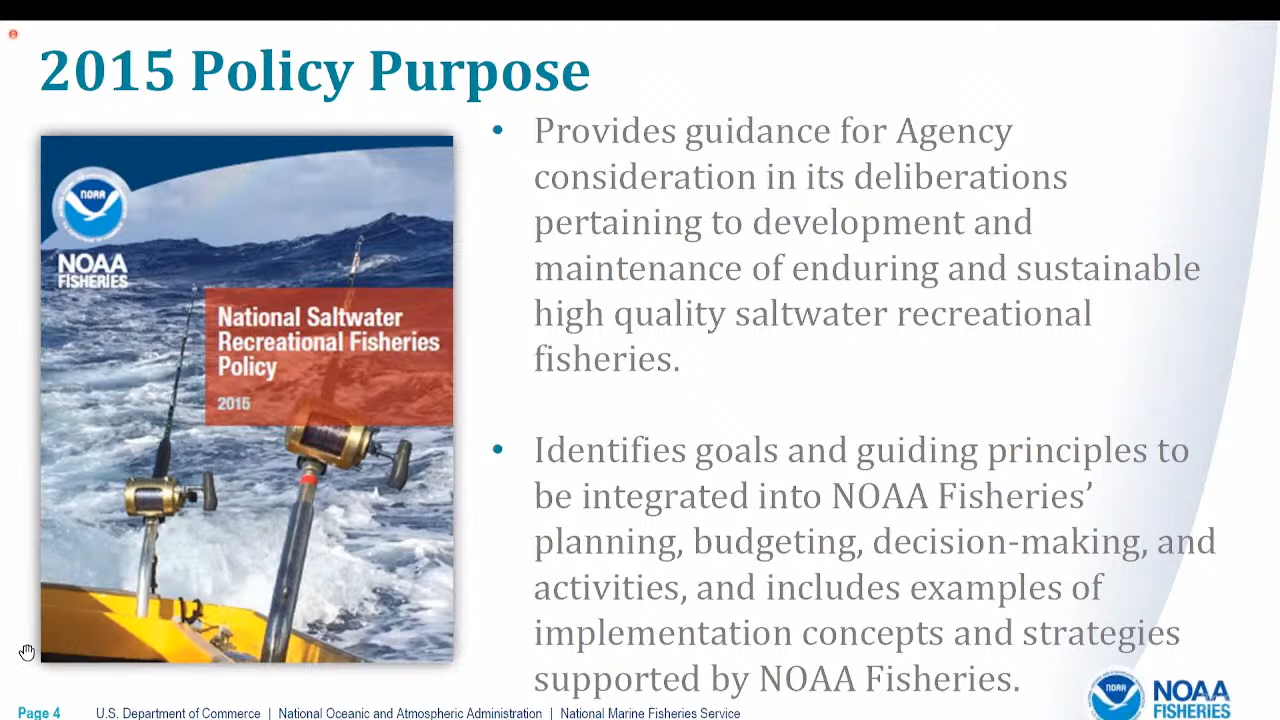 2015 Policy Purpose
NOAA
NOAA
FISHERIES
National Saltwater
Recreational Fisheries
Policy
2015
• Provides guidance for Agency
consideration in its deliberations
pertaining to development and
maintenance of enduring and sustainable
high quality saltwater recreational
fisheries.
• Identifies goals and guiding principles to
be integrated into NOAA Fisheries’
planning, budgeting, decision-making, and
activities, and includes examples of
implementation concepts and strategies
supported by NOAA Fisheries.
NOAA
NOAA
FISHERIES
Page 4 U.S. Department of Commerce | National Oceanic and Atmospheric Administration | National Marine Fisheries Service